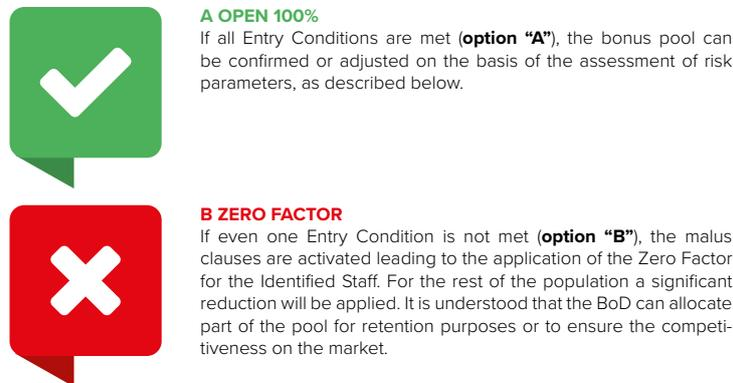 A OPEN 100%
If all Entry Conditions are met (option “A”), the bonus pool can
be confirmed or adjusted on the basis of the assessment of risk
parameters, as described below.
B ZERO FACTOR
If even one Entry Condition is not met (option “B”), the malus
clauses are activated leading to the application of the Zero Factor
for the Identified Staff. For the rest of the population a significant
reduction will be applied. It is understood that the BoD can allocate
part of the pool for retention purposes or to ensure the competi-
tiveness on the market.